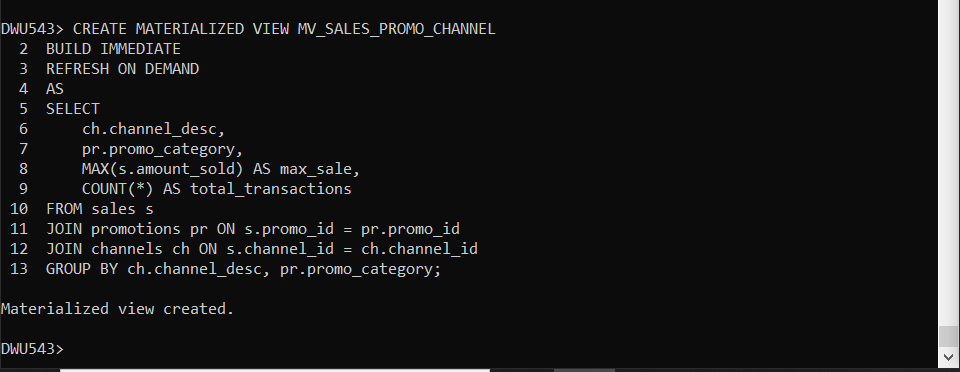 DWU543> CREATE MATERIALIZED VIEW MV_SALES_PROMO_CHANNEL
  2  BUILD IMMEDIATE
  3  REFRESH ON DEMAND
  4  AS
  5  SELECT
  6      ch.channel_desc,
  7      pr.promo_category,
  8      MAX(s.amount_sold) AS max_sale,
  9      COUNT(*) AS total_transactions
 10  FROM sales s
 11  JOIN promotions pr ON s.promo_id = pr.promo_id
 12  JOIN channels ch ON s.channel_id = ch.channel_id
 13  GROUP BY ch.channel_desc, pr.promo_category;
Materialized view created.
DWU543>